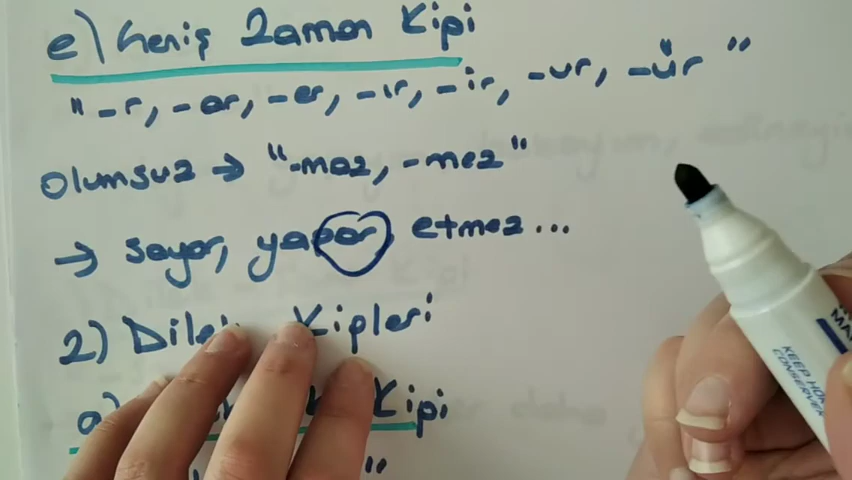 e) Geniş Zaman Kipi
"-r, -ar, -er, -ır, -ir, -ur, -ür"
Olumsuz → "-maz, -mez"
→ sayar, yapar, etmez...
2) Dilek Kipleri
a) Kipi
"
KEEP